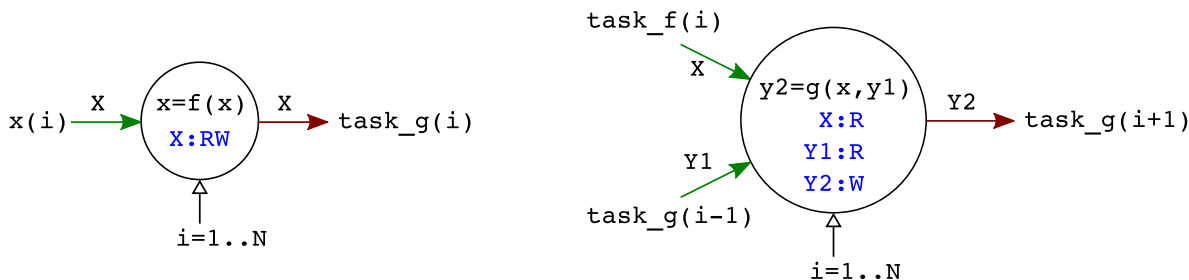 X X
x(i) x=f(x) task_g(i)
X:RW
i=1..N
task_f(i)
X
y2=g(x,y1)
Y2
X:R
task_g(i+1)
Y1:R
Y1
Y2:W
task_g(i-1)
i=1..N